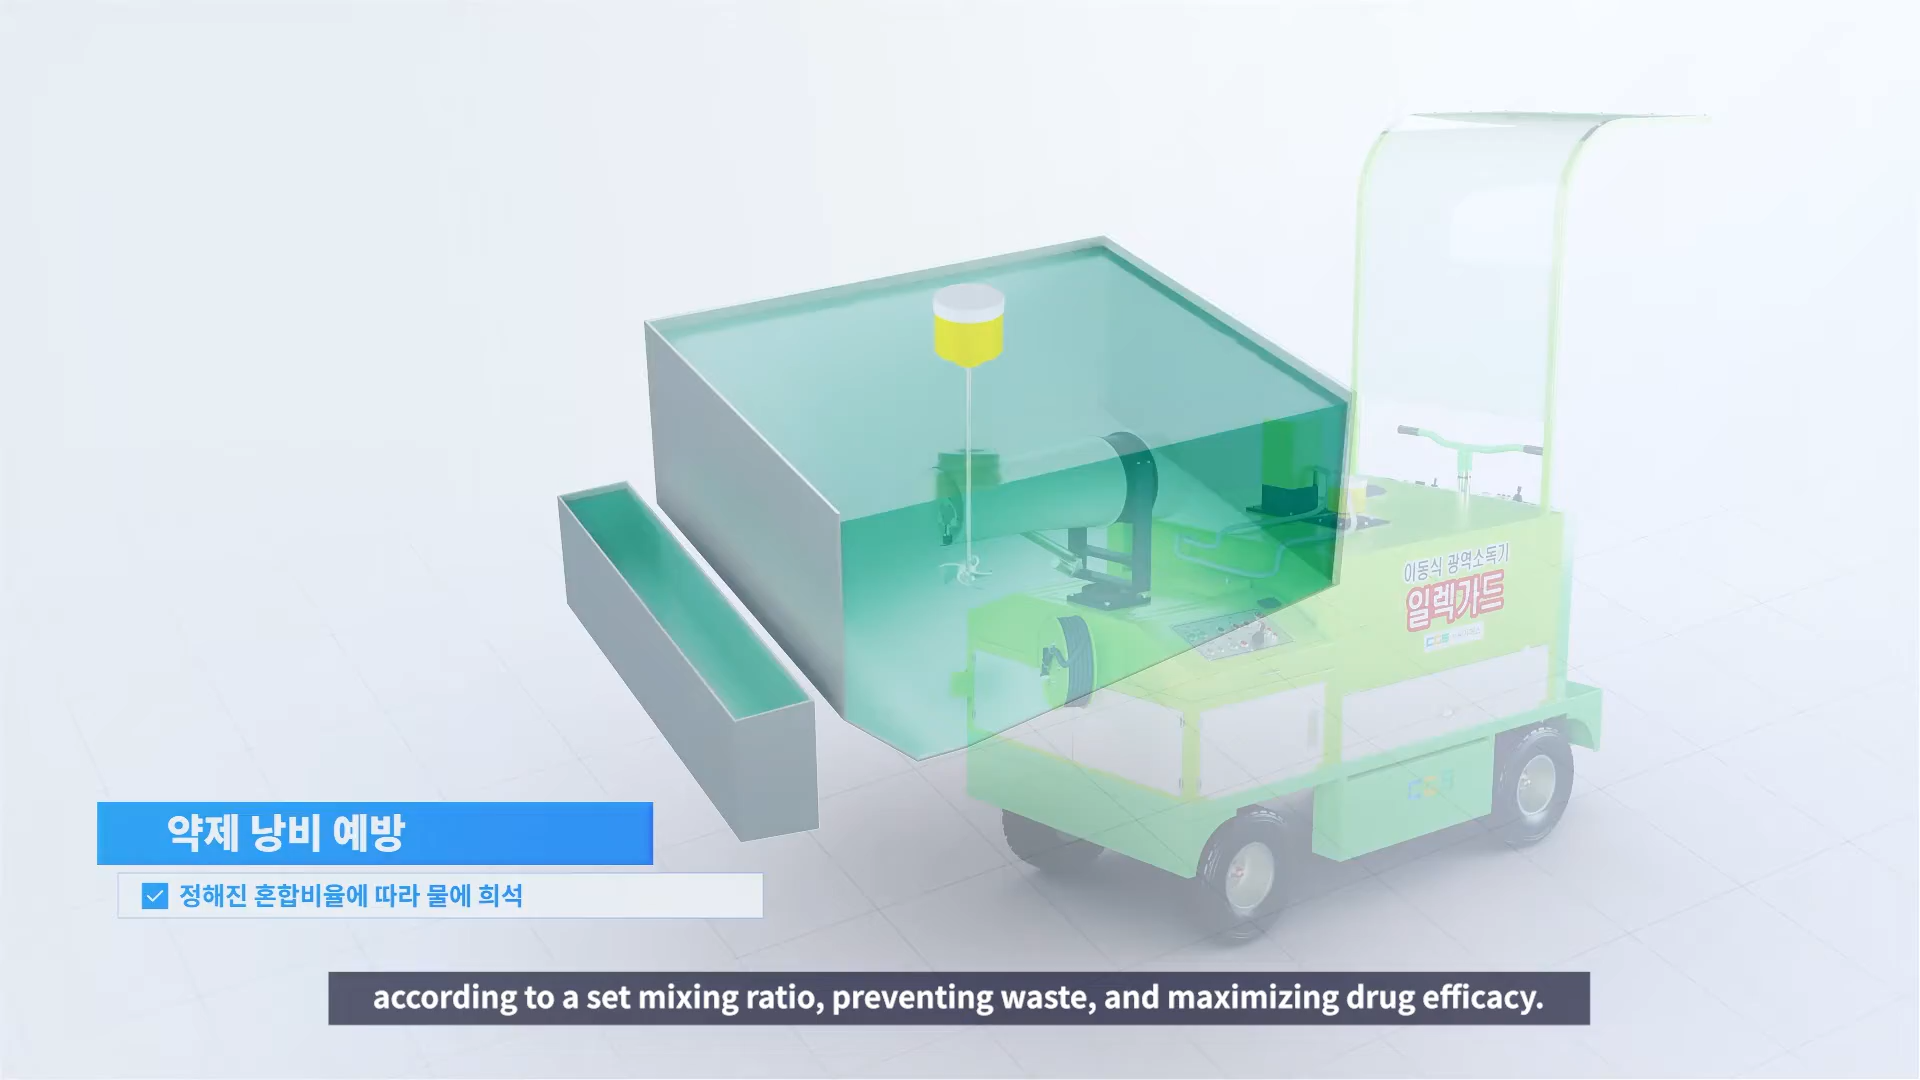 이동식 광역소독기
일렉가드
약제 낭비 예방
정해진 혼합비율에 따라 물에 희석
according to a set mixing ratio, preventing waste, and maximizing drug efficacy.